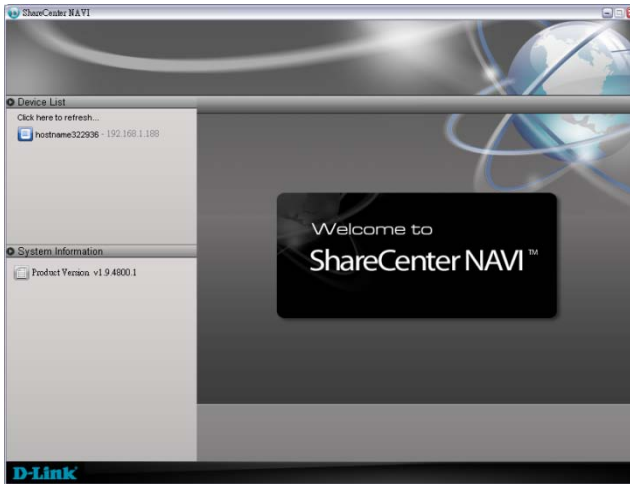 ShareCenter NAVI
Device List
Click here to refresh...
hostname322936 - 192.168.1.188
Welcome to
ShareCenter NAVI™
System Information
Product Version v1.9.4800.1
D-Link